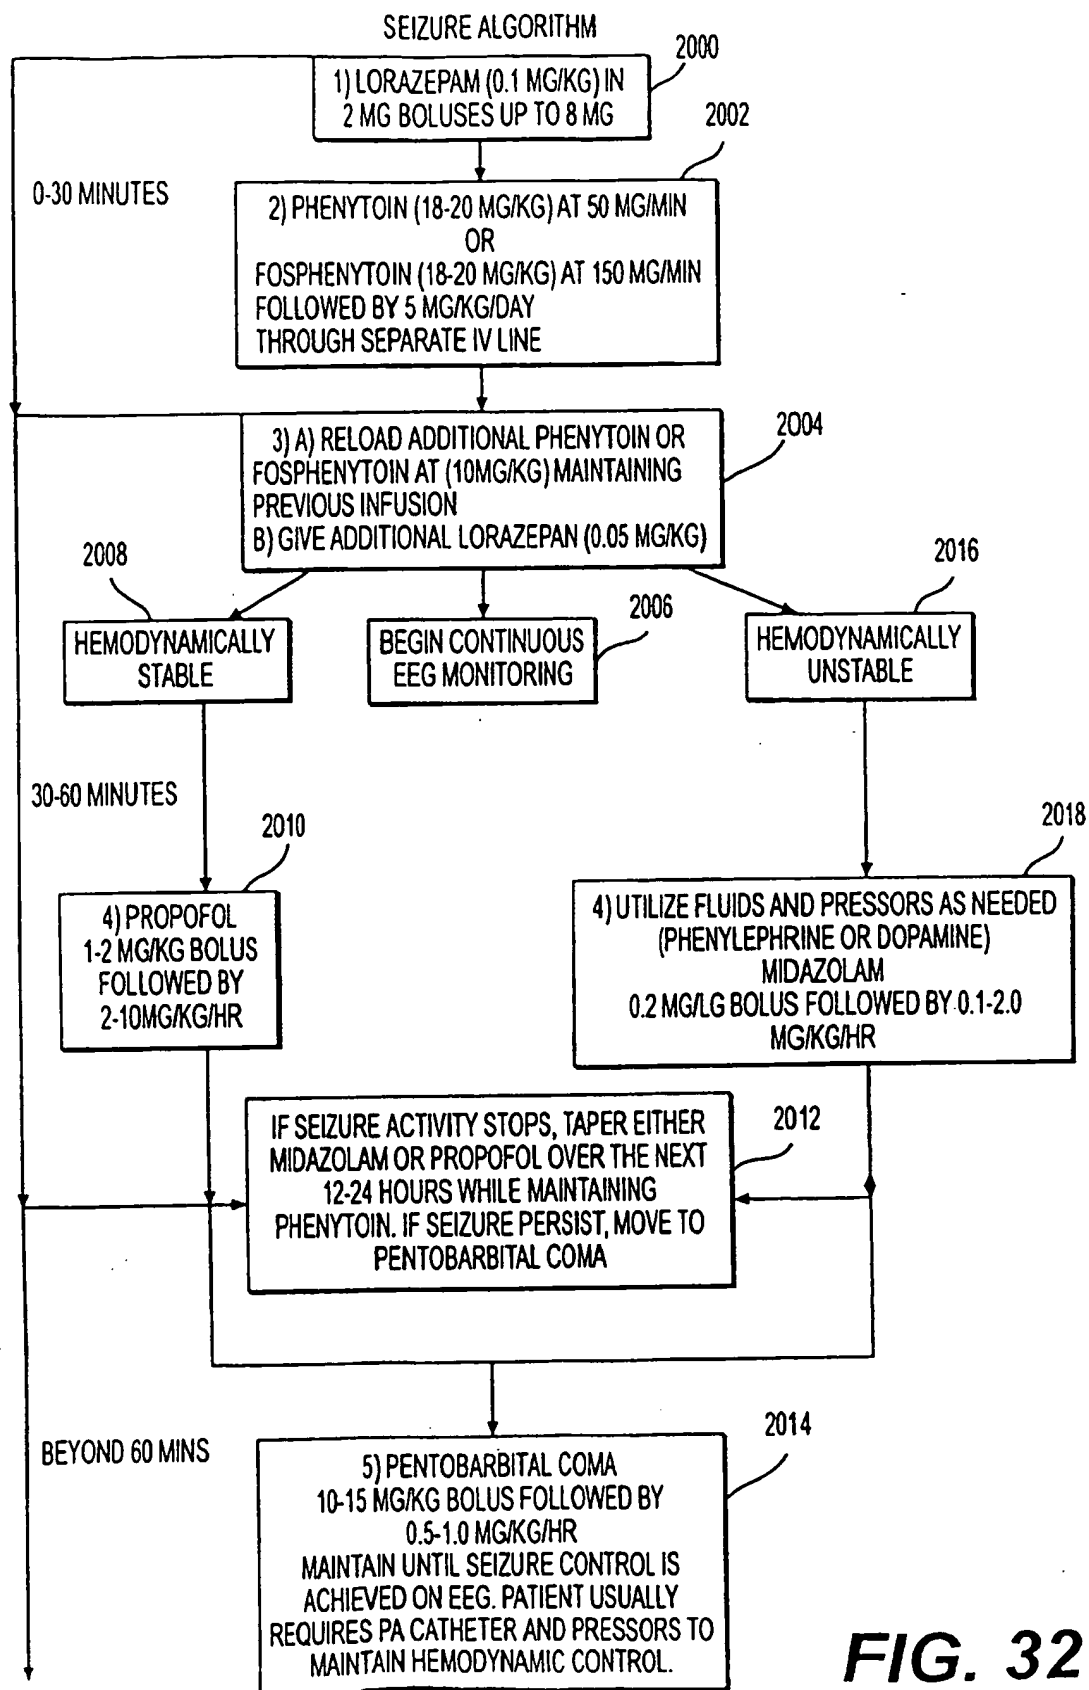 SEIZURE ALGORITHM
2000
1) LORAZEPAM (0.1 MG/KG) IN
2 MG BOLUSES UP TO 8 MG
2002
0-30 MINUTES
2) PHENYTOIN (18-20 MG/KG) AT 50 MG/MIN
OR
FOSPHENYTOIN (18-20 MG/KG) AT 150 MG/MIN
FOLLOWED BY 5 MG/KG/DAY
THROUGH SEPARATE IV LINE
2004
3) A) RELOAD ADDITIONAL PHENYTOIN OR
FOSPHENYTOIN AT (10MG/KG) MAINTAINING
PREVIOUS INFUSION
B) GIVE ADDITIONAL LORAZEPAN (0.05 MG/KG)
2008
HEMODYNAMICALLY
STABLE
2006
BEGIN CONTINUOUS
EEG MONITORING
2016
HEMODYNAMICALLY
UNSTABLE
30-60 MINUTES
2010
4) PROPOFOL
1-2 MG/KG BOLUS
FOLLOWED BY
2-10MG/KG/HR
2018
4) UTILIZE FLUIDS AND PRESSORS AS NEEDED
(PHENYLEPHRINE OR DOPAMINE)
MIDAZOLAM
0.2 MG/LG BOLUS FOLLOWED BY 0.1-2.0
MG/KG/HR
2012
IF SEIZURE ACTIVITY STOPS, TAPER EITHER
MIDAZOLAM OR PROPOFOL OVER THE NEXT
12-24 HOURS WHILE MAINTAINING
PHENYTOIN. IF SEIZURE PERSIST, MOVE TO
PENTOBARBITAL COMA
BEYOND 60 MINS
2014
5) PENTOBARBITAL COMA
10-15 MG/KG BOLUS FOLLOWED BY
0.5-1.0 MG/KG/HR
MAINTAIN UNTIL SEIZURE CONTROL IS
ACHIEVED ON EEG. PATIENT USUALLY
REQUIRES PA CATHETER AND PRESSORS TO
MAINTAIN HEMODYNAMIC CONTROL.
FIG. 32